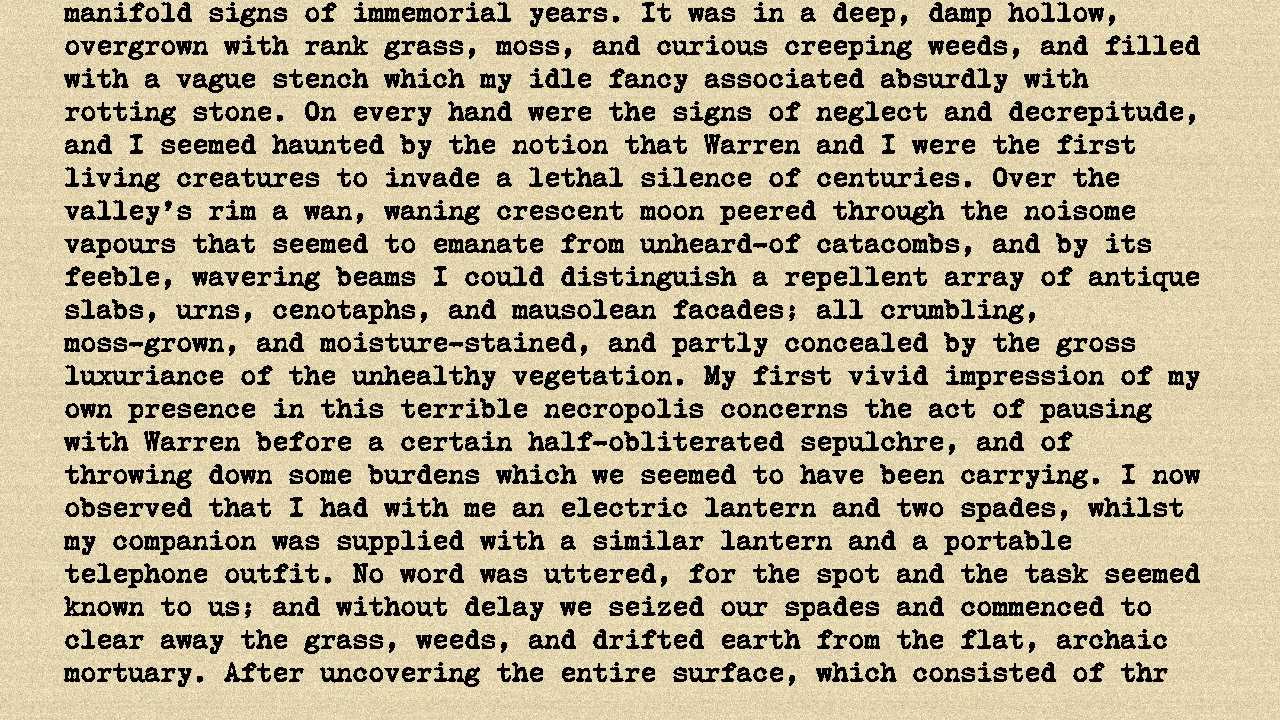 manifold signs of immemorial years. It was in a deep, damp hollow,
overgrown with rank grass, moss, and curious creeping weeds, and filled
with a vague stench which my idle fancy associated absurdly with
rotting stone. On every hand were the signs of neglect and decrepitude,
and I seemed haunted by the notion that Warren and I were the first
living creatures to invade a lethal silence of centuries. Over the
valley's rim a wan, waning crescent moon peered through the noisome
vapours that seemed to emanate from unheard-of catacombs, and by its
feeble, wavering beams I could distinguish a repellent array of antique
slabs, urns, cenotaphs, and mausolean facades; all crumbling,
moss-grown, and moisture-stained, and partly concealed by the gross
luxuriance of the unhealthy vegetation. My first vivid impression of my
own presence in this terrible necropolis concerns the act of pausing
with Warren before a certain half-obliterated sepulchre, and of
throwing down some burdens which we seemed to have been carrying. I now
observed that I had with me an electric lantern and two spades, whilst
my companion was supplied with a similar lantern and a portable
telephone outfit. No word was uttered, for the spot and the task seemed
known to us; and without delay we seized our spades and commenced to
clear away the grass, weeds, and drifted earth from the flat, archaic
mortuary. After uncovering the entire surface, which consisted of thr